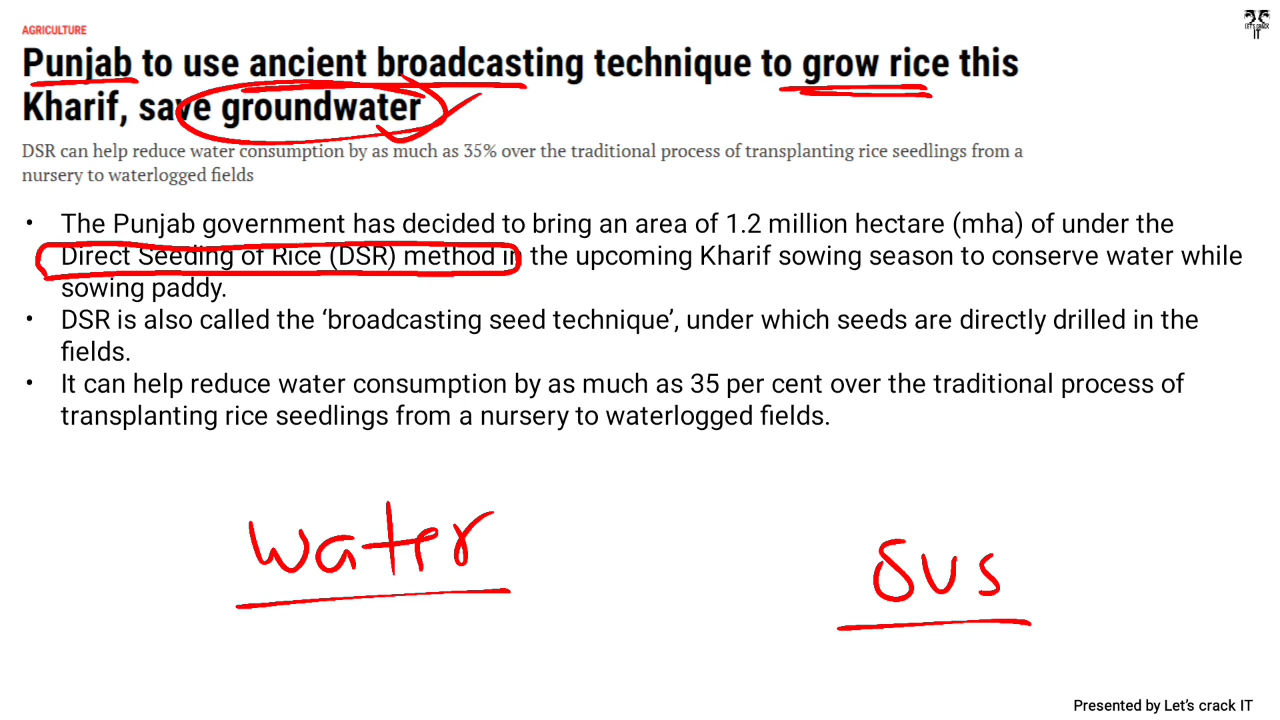 AGRICULTURE
LET'S CRACK
IT
Punjab to use ancient broadcasting technique to grow rice this
Kharif, save groundwater
DSR can help reduce water consumption by as much as 35% over the traditional process of transplanting rice seedlings from a
nursery to waterlogged fields
• The Punjab government has decided to bring an area of 1.2 million hectare (mha) of under the
Direct Seeding of Rice (DSR) method in the upcoming Kharif sowing season to conserve water while
sowing paddy.
• DSR is also called the ‘broadcasting seed technique’, under which seeds are directly drilled in the
fields.
• It can help reduce water consumption by as much as 35 per cent over the traditional process of
transplanting rice seedlings from a nursery to waterlogged fields.
water
sus
Presented by Let's crack IT